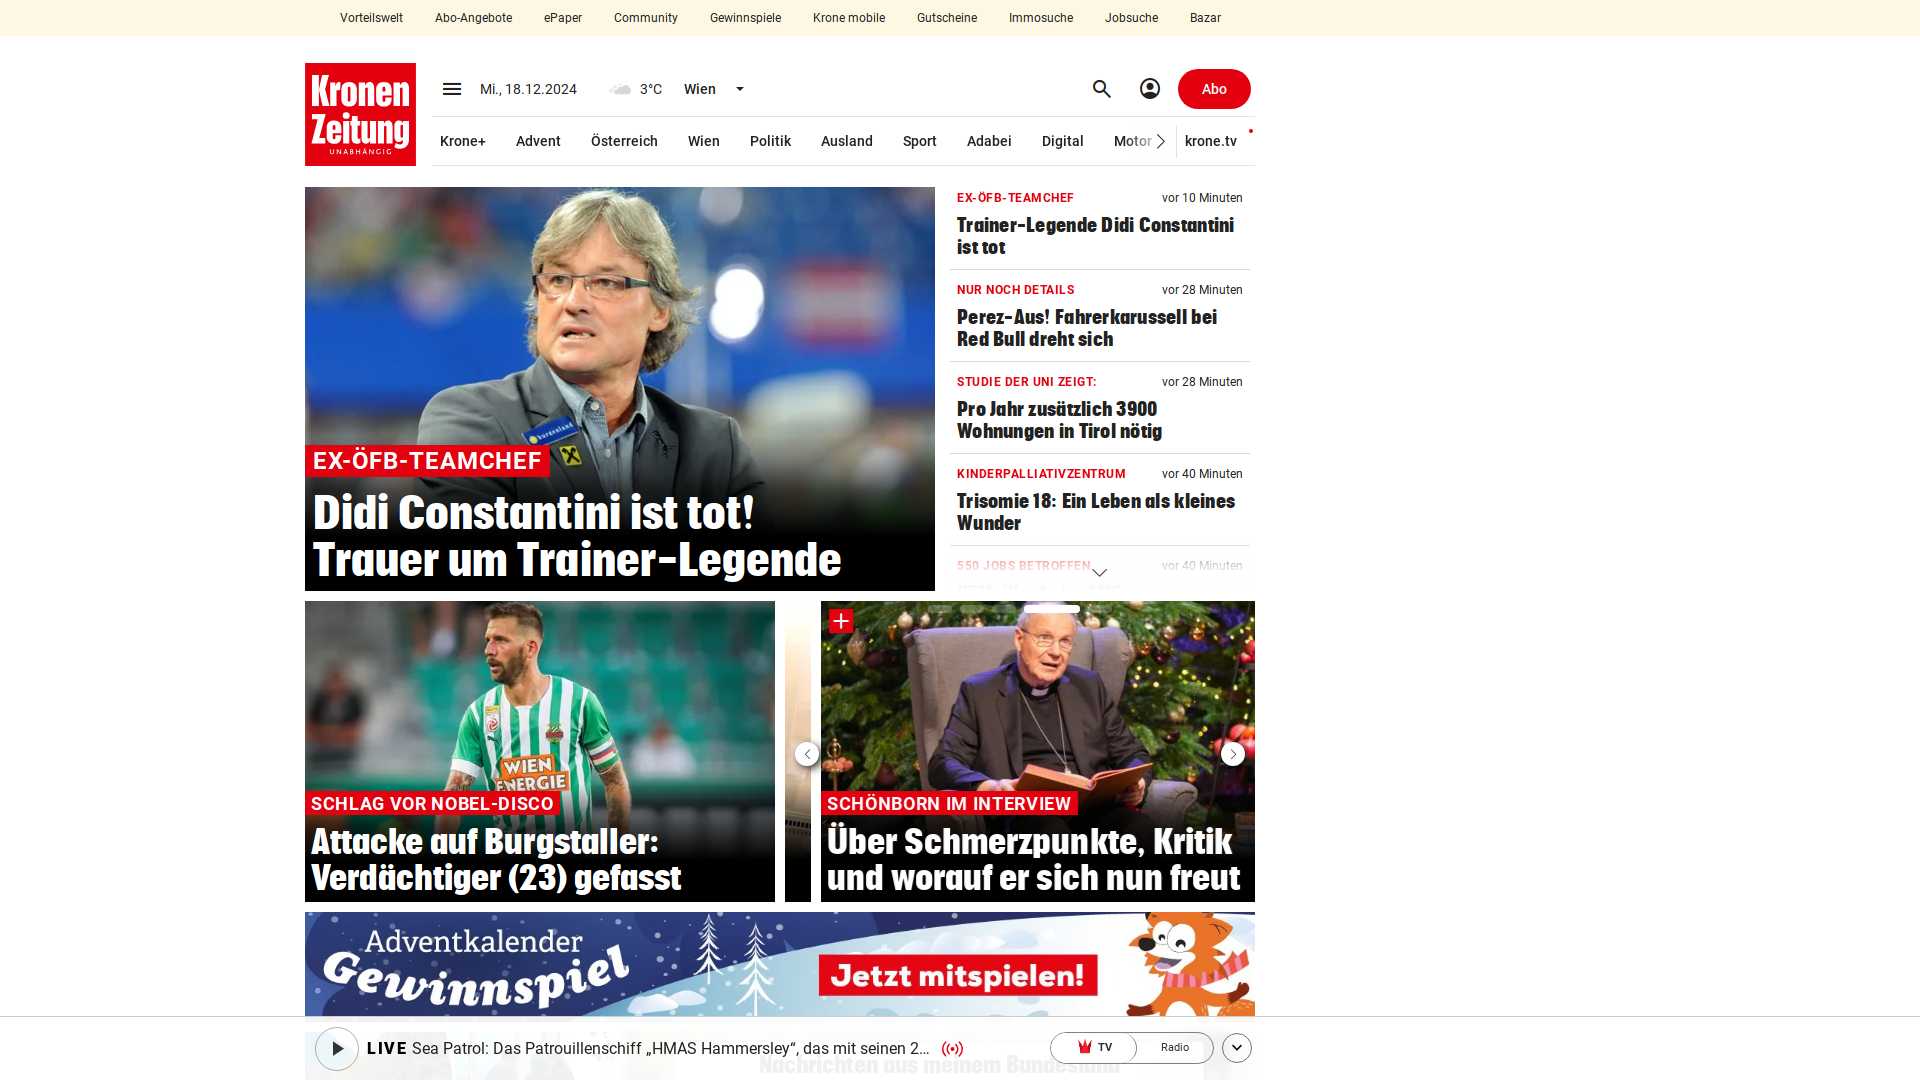 Vorteilswelt Abo-Angebote ePaper Community Gewinnspiele Krone mobile Gutscheine Immosuche Jobsuche Bazar
Kronen
Zeitung
UNABHÄNGIG
Mi., 18.12.2024 3°C Wien
Abo
Krone+ Advent Österreich Wien Politik Ausland Sport Adabei Digital Motor krone.tv
EX-ÖFB-TEAMCHEF
Didi Constantini ist tot!
Trauer um Trainer-Legende
burgenland
EX-ÖFB-TEAMCHEF vor 10 Minuten
Trainer-Legende Didi Constantini
ist tot
NUR NOCH DETAILS vor 28 Minuten
Perez-Aus! Fahrerkarussell bei
Red Bull dreht sich
STUDIE DER UNI ZEIGT: vor 28 Minuten
Pro Jahr zusätzlich 3900
Wohnungen in Tirol nötig
KINDERPALLIATIVZENTRUM vor 40 Minuten
Trisomie 18: Ein Leben als kleines
Wunder
550 JOBS BETROFFEN vor 40 Minuten
WIEN
ENERGIE
SCHLAG VOR NOBEL-DISCO
Attacke auf Burgstaller:
Verdächtiger (23) gefasst
SCHÖNBORN IM INTERVIEW
Über Schmerzpunkte, Kritik
und worauf er sich nun freut
Adventkalender
Gewinnspiel
Jetzt mitspielen!
LIVE Sea Patrol: Das Patrouillenschiff „HMAS Hammersley“, das mit seinen 2...
TV Radio
Nachrichten aus meinem Bundesland